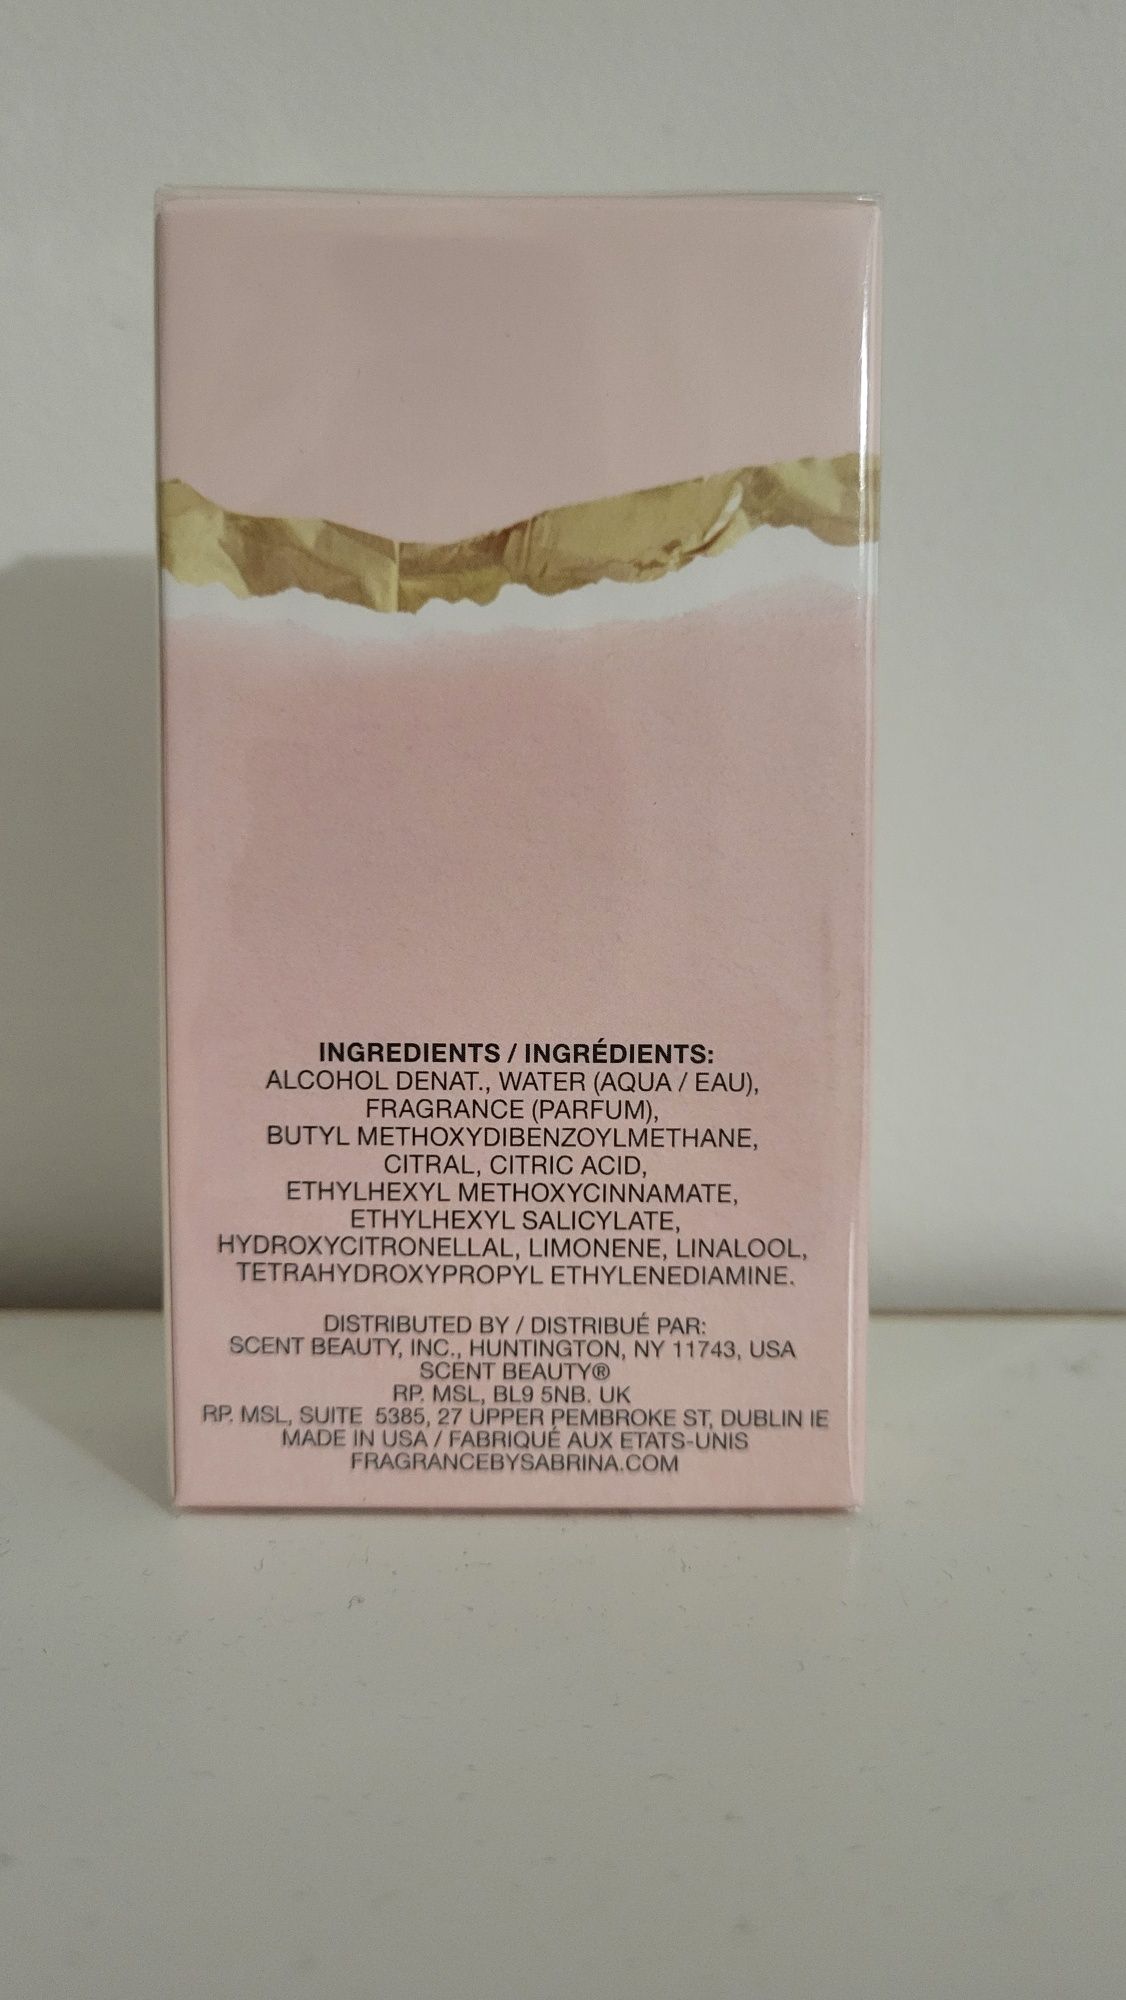 INGREDIENTS / INGRÉDIENTS:
ALCOHOL DENAT., WATER (AQUA / EAU),
FRAGRANCE (PARFUM),
BUTYL METHOXYDIBENZOYLMETHANE,
CITRAL, CITRIC ACID,
ETHYLHEXYL METHOXYCINNAMATE,
ETHYLHEXYL SALICYLATE,
HYDROXYCITRONELLAL, LIMONENE, LINALOOL,
TETRAHYDROXYPROPYL ETHYLENEDIAMINE.
DISTRIBUTED BY / DISTRIBUÉ PAR:
SCENT BEAUTY, INC., HUNTINGTON, NY 11743, USA
SCENT BEAUTY®
RP. MSL, BL9 5NB. UK
RP. MSL, SUITE 5385, 27 UPPER PEMBROKE ST, DUBLIN IE
MADE IN USA / FABRIQUÉ AUX ETATS-UNIS
FRAGRANCEBYSABRINA.COM